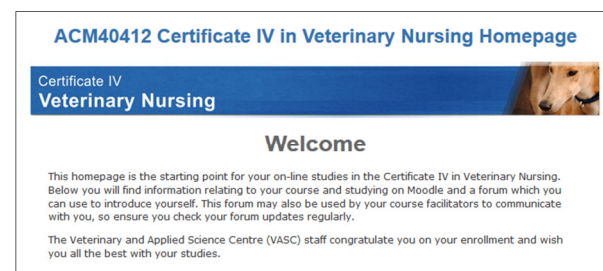 ACM40412 Certificate IV in Veterinary Nursing Homepage
Certificate IV
Veterinary Nursing
Welcome
This homepage is the starting point for your on-line studies in the Certificate IV in Veterinary Nursing.
Below you will find information relating to your course and studying on Moodle and a forum which you
can use to introduce yourself. This forum may also be used by your course facilitators to communicate
with you, so ensure you check your forum updates regularly.
The Veterinary and Applied Science Centre (VASC) staff congratulate you on your enrollment and wish
you all the best with your studies.